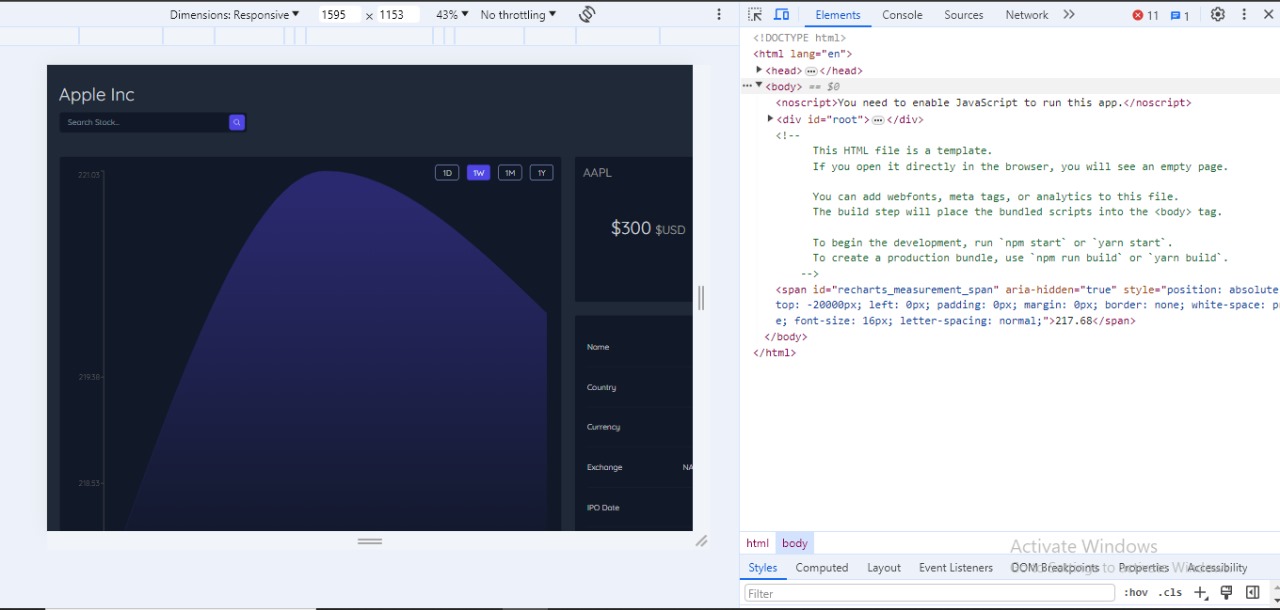 Dimensions: Responsive 1595 x 1153 43% No throttling
Elements Console Sources Network 11 1
Apple Inc
Search Stock...
1D 1W 1M 1Y
221.03
219.38
218.53
AAPL
$300 $USD
Name
Country
Currency
Exchange NA
IPO Date
<!DOCTYPE html>
<html lang="en">
<head> </head>
<body> == $0
<noscript>You need to enable JavaScript to run this app.</noscript>
<div id="root"> </div>
<!--
This HTML file is a template.
If you open it directly in the browser, you will see an empty page.
You can add webfonts, meta tags, or analytics to this file.
The build step will place the bundled scripts into the <body> tag.
To begin the development, run `npm start` or `yarn start`.
To create a production bundle, use `npm run build` or `yarn build`.
-->
<span id="recharts_measurement_span" aria-hidden="true" style="position: absolute
top: -20000px; left: 0px; padding: 0px; margin: 0px; border: none; white-space: p
e; font-size: 16px; letter-spacing: normal;">217.68</span>
</body>
</html>
html body
Activate Windows
Go to Settings to activate Windows.
Styles Computed Layout Event Listeners DOM Breakpoints Properties Accessibility
Filter
:hov .cls